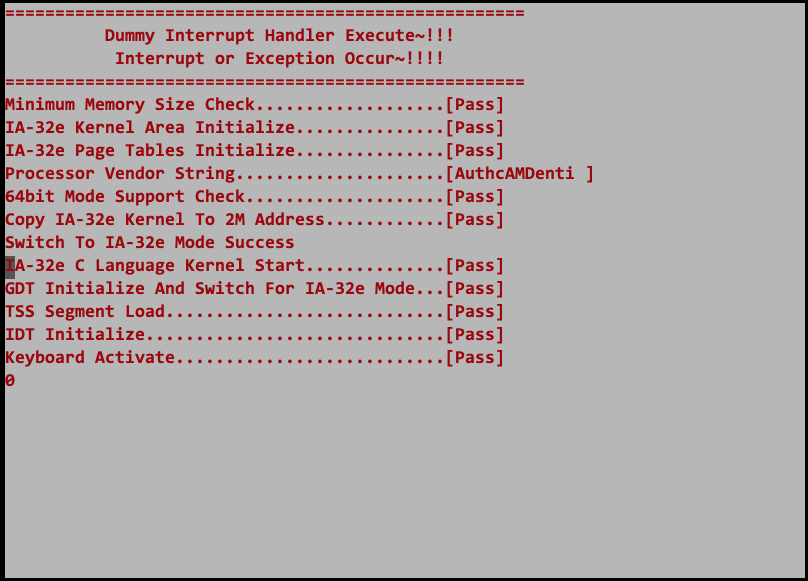 ====================================================
Dummy Interrupt Handler Execute~!!!
Interrupt or Exception Occur~!!!!
====================================================
Minimum Memory Size Check...................[Pass]
IA-32e Kernel Area Initialize...............[Pass]
IA-32e Page Tables Initialize...............[Pass]
Processor Vendor String.....................[AuthcAMDenti ]
64bit Mode Support Check....................[Pass]
Copy IA-32e Kernel To 2M Address............[Pass]
Switch To IA-32e Mode Success
IA-32e C Language Kernel Start..............[Pass]
GDT Initialize And Switch For IA-32e Mode...[Pass]
TSS Segment Load............................[Pass]
IDT Initialize..............................[Pass]
Keyboard Activate...........................[Pass]
0